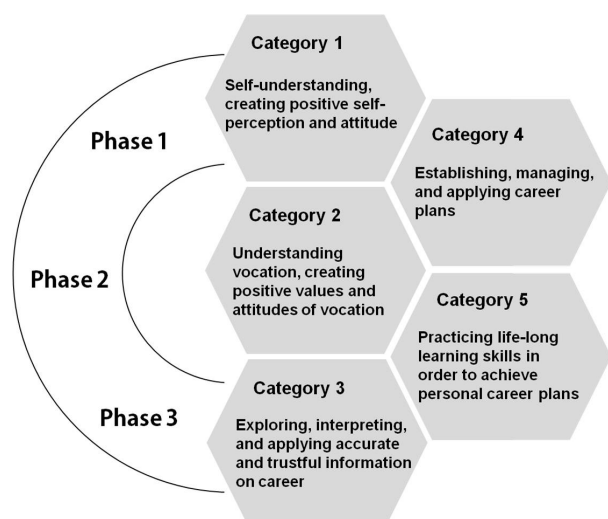 Phase 1
Phase 2
Phase 3
Category 1
Self-understanding,
creating positive self-
perception and attitude
Category 2
Understanding
vocation, creating
positive values and
attitudes of vocation
Category 3
Exploring, interpreting,
and applying accurate
and trustful information
on career
Category 4
Establishing, managing,
and applying career
plans
Category 5
Practicing life-long
learning skills in
order to achieve
personal career plans